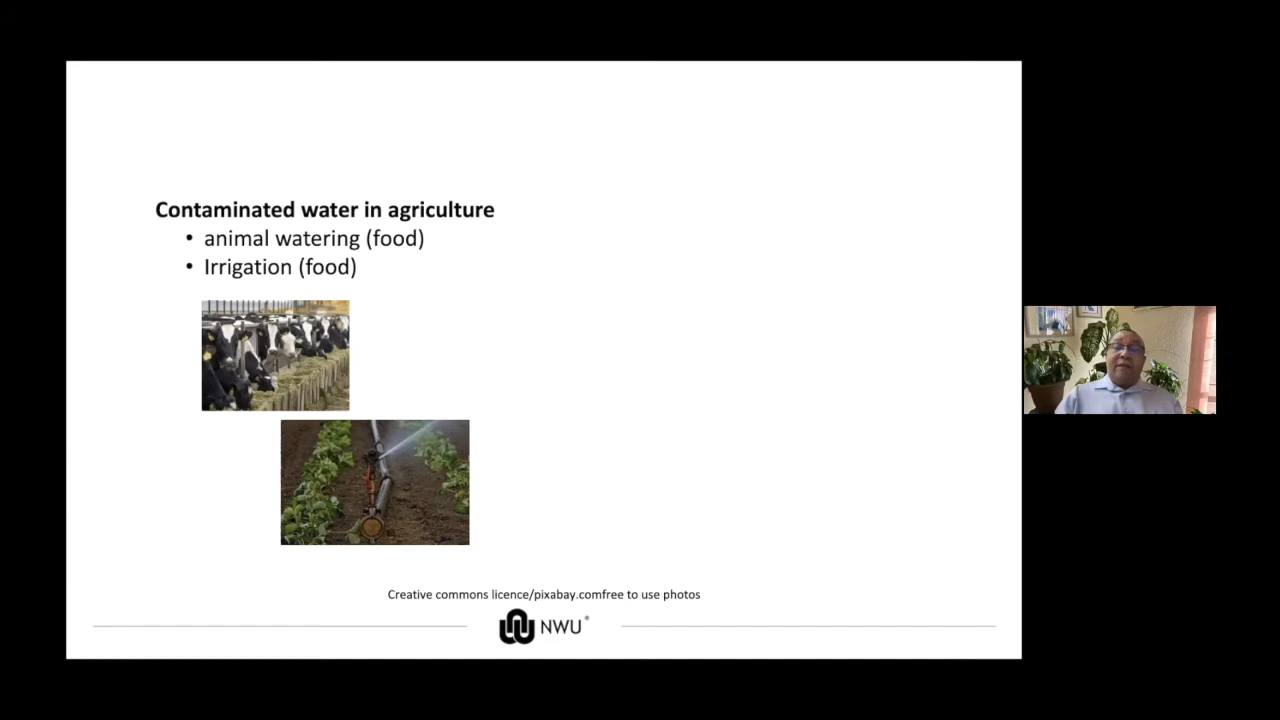 Contaminated water in agriculture
• animal watering (food)
• Irrigation (food)
Creative commons licence/pixabay.comfree to use photos
NWU®